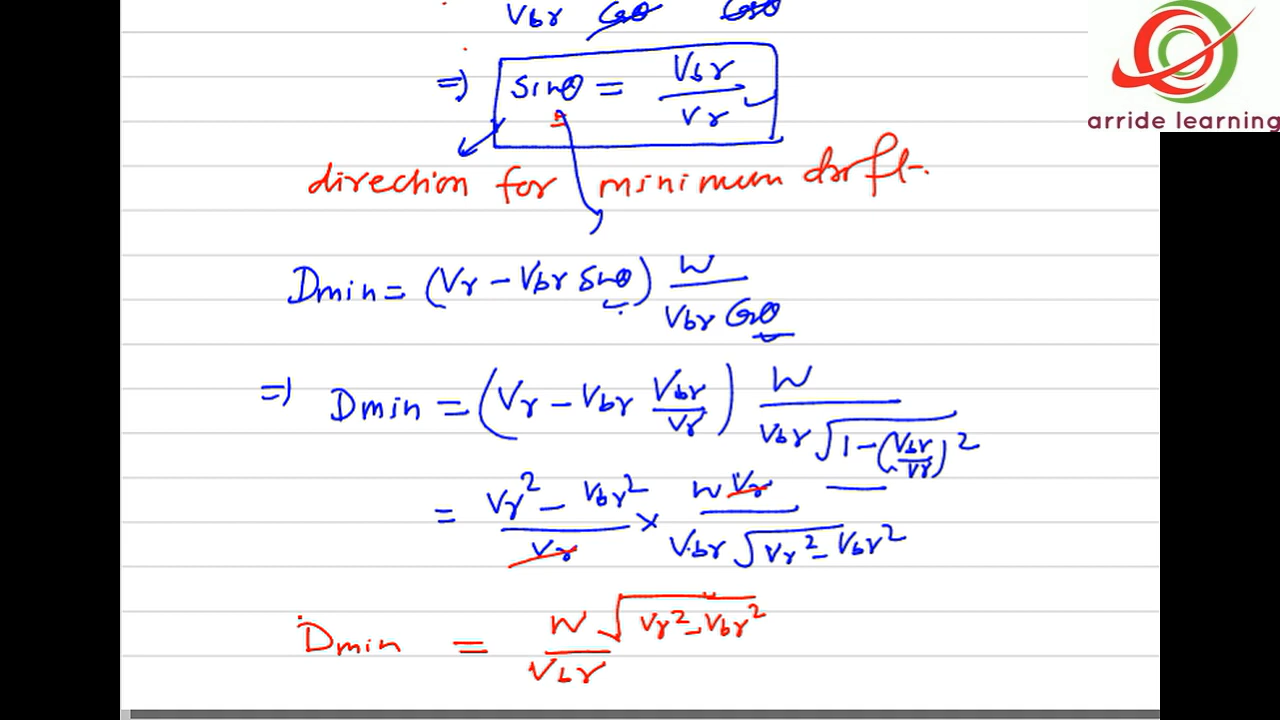 Vbr Cosθ Cosθ
arride learning
=) sinθ = Vbr/Vr
direction for minimum drift.
Dmin = (Vr - Vbr Sinθ) W/(Vbr Cosθ)
=) Dmin = (Vr - Vbr Vbr/Vr) W/(Vbr √(1-(Vbr/Vr)²))
= (Vr² - Vbr²)/Vr × W Vr/(Vbr √(Vr² - Vbr²))
Dmin = W/Vbr √(Vr² - Vbr²)